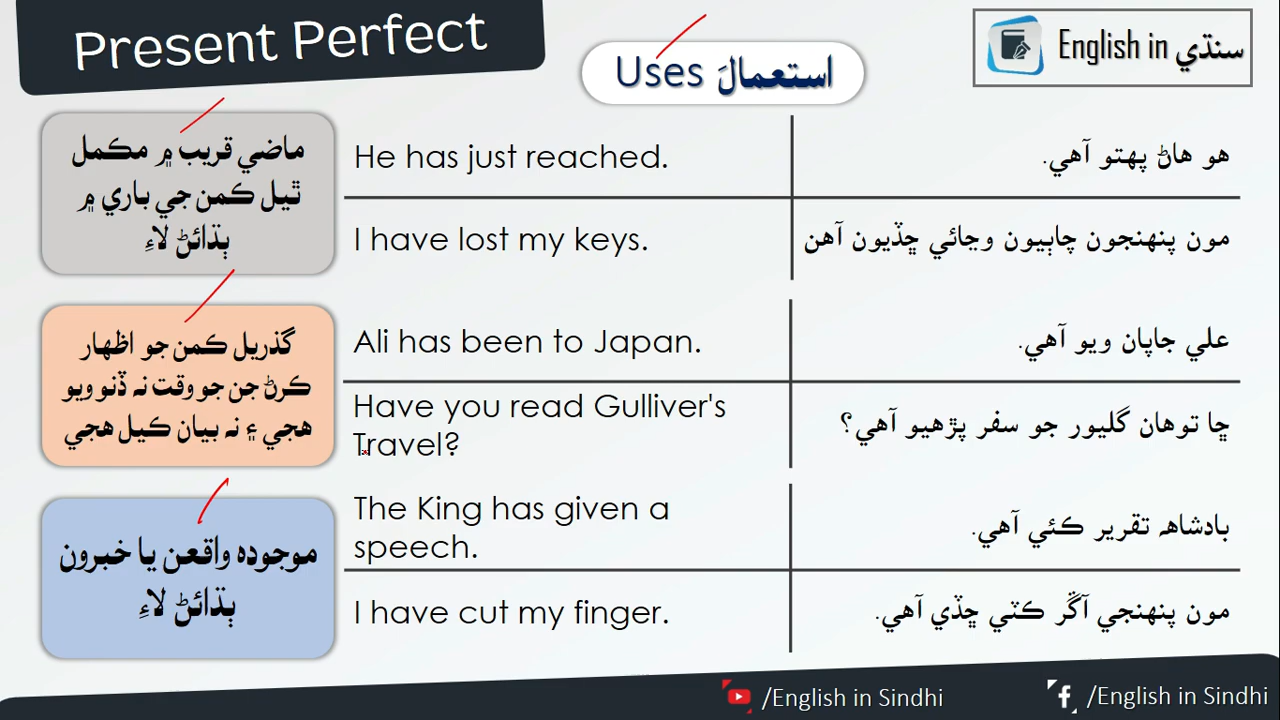 Present Perfect
Uses استعمالَ
English in سنڌي
ماضي قريب ۾ مڪمل
ٿيل ڪمن جي باري ۾
ٻڌائڻ لاءِ
He has just reached.
هو هاڻ پهتو آهي.
I have lost my keys.
مون پنهنجون چاٻيون وڃائي ڇڏيون آهن
گذريل ڪمن جو اظهار
ڪرڻ جن جو وقت نہ ڏنو ويو
هجي ۽ نہ بيان ڪيل هجي
Ali has been to Japan.
علي جاپان ويو آهي.
Have you read Gulliver's
Travel?
ڇا توهان گليور جو سفر پڙهيو آهي؟
موجوده واقعن يا خبرون
ٻڌائڻ لاءِ
The King has given a
speech.
بادشاهہ تقرير ڪئي آهي.
I have cut my finger.
مون پنهنجي آڱر ڪٽي ڇڏي آهي.
/English in Sindhi
/English in Sindhi